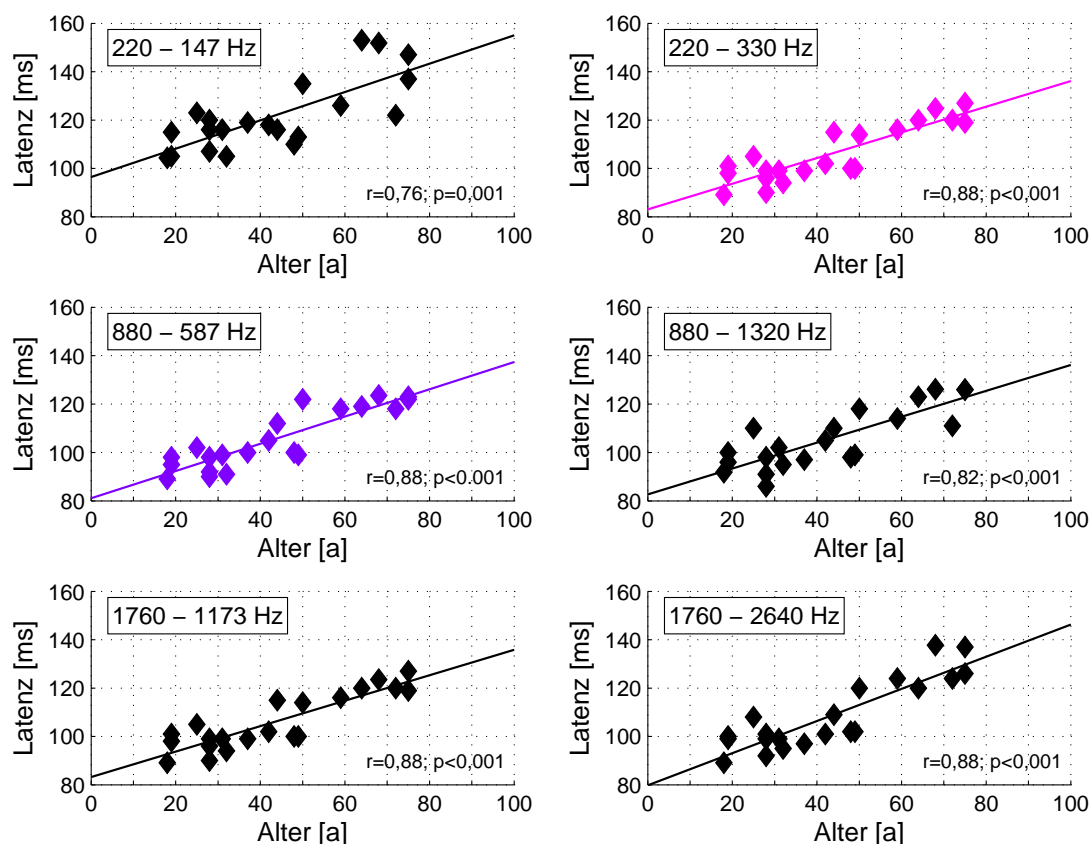 220 − 147 Hz
Latenz [ms]
160
140
120
100
80
r=0,76; p=0,001
0 20 40 60 80 100
Alter [a]
220 − 330 Hz
Latenz [ms]
160
140
120
100
80
r=0,88; p<0,001
0 20 40 60 80 100
Alter [a]
880 − 587 Hz
Latenz [ms]
160
140
120
100
80
r=0,88; p<0.001
0 20 40 60 80 100
Alter [a]
880 − 1320 Hz
Latenz [ms]
160
140
120
100
80
r=0,82; p<0,001
0 20 40 60 80 100
Alter [a]
1760 − 1173 Hz
Latenz [ms]
160
140
120
100
80
r=0,88; p<0,001
0 20 40 60 80 100
Alter [a]
1760 − 2640 Hz
Latenz [ms]
160
140
120
100
80
r=0,88; p<0,001
0 20 40 60 80 100
Alter [a]